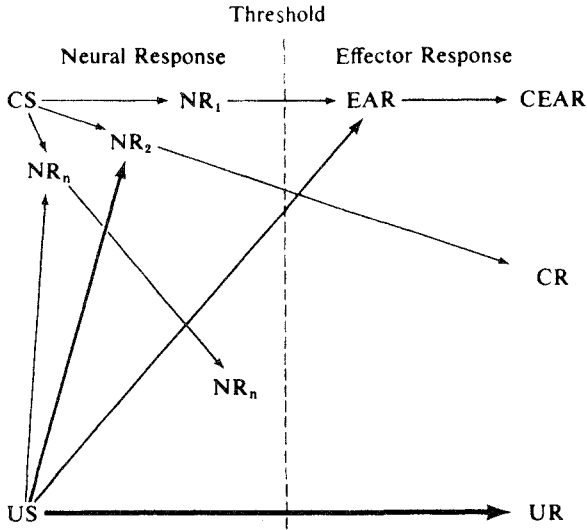 Threshold
Neural Response Effector Response
CS NR₁ EAR CEAR
NR₂
NRₙ
CR
NRₙ
US UR